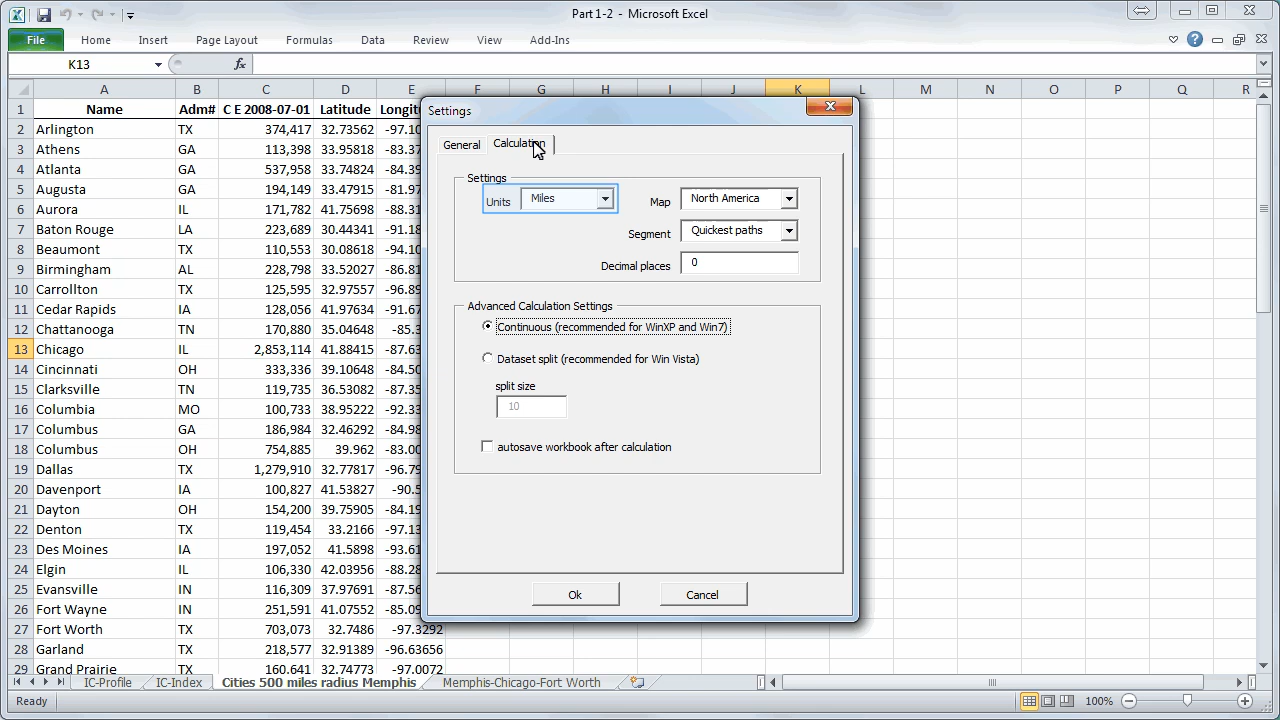 Part 1-2 - Microsoft Excel
File Home Insert Page Layout Formulas Data Review View Add-Ins
K13 fx
A B C D E F G H I J K L M N O P Q R
1 Name Adm# C E 2008-07-01 Latitude
2 Arlington TX 374,417 32.73562
3 Athens GA 113,398 33.95818
4 Atlanta GA 537,958 33.74824
5 Augusta GA 194,149 33.47915
6 Aurora IL 171,782 41.75698
7 Baton Rouge LA 223,689 30.44341
8 Beaumont TX 110,553 30.08618
9 Birmingham AL 228,798 33.52027
10 Carrollton TX 125,595 32.97557
11 Cedar Rapids IA 128,056 41.97634
12 Chattanooga TN 170,880 35.04648
13 Chicago IL 2,853,114 41.88415
14 Cincinnati OH 333,336 39.10648
15 Clarksville TN 119,735 36.53082
16 Columbia MO 100,733 38.95222
17 Columbus GA 186,984 32.46292
18 Columbus OH 754,885 39.962
19 Dallas TX 1,279,910 32.77817
20 Davenport IA 100,827 41.53827
21 Dayton OH 154,200 39.75905
22 Denton TX 119,454 33.2166
23 Des Moines IA 197,052 41.5898
24 Elgin IL 106,330 42.03956
25 Evansville IN 116,309 37.97691
26 Fort Wayne IN 251,591 41.07552
27 Fort Worth TX 703,073 32.7486 -97.3292
28 Garland TX 218,577 32.91389 -96.63656
29 Grand Prairie TX 160,641 32.74773 -97.0072
Settings
General Calculation
Settings
Units Miles Map North America
Segment Quickest paths
Decimal places 0
Advanced Calculation Settings
Continuous (recommended for WinXP and Win7)
Dataset split (recommended for Win Vista)
split size
10
autosave workbook after calculation
Ok Cancel
IC-Profile IC-Index Cities 500 miles radius Memphis Memphis-Chicago-Fort Worth
Ready 100%